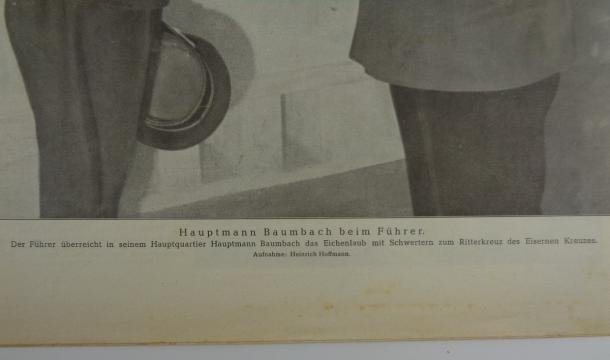 Hauptmann Baumbach beim Führer.
Der Führer überreicht in seinem Hauptquartier Hauptmann Baumbach das Eichenlaub mit Schwertern zum Ritterkreuz des Eisernen Kreuzes.
Aufnahme: Heinrich Hoffmann.